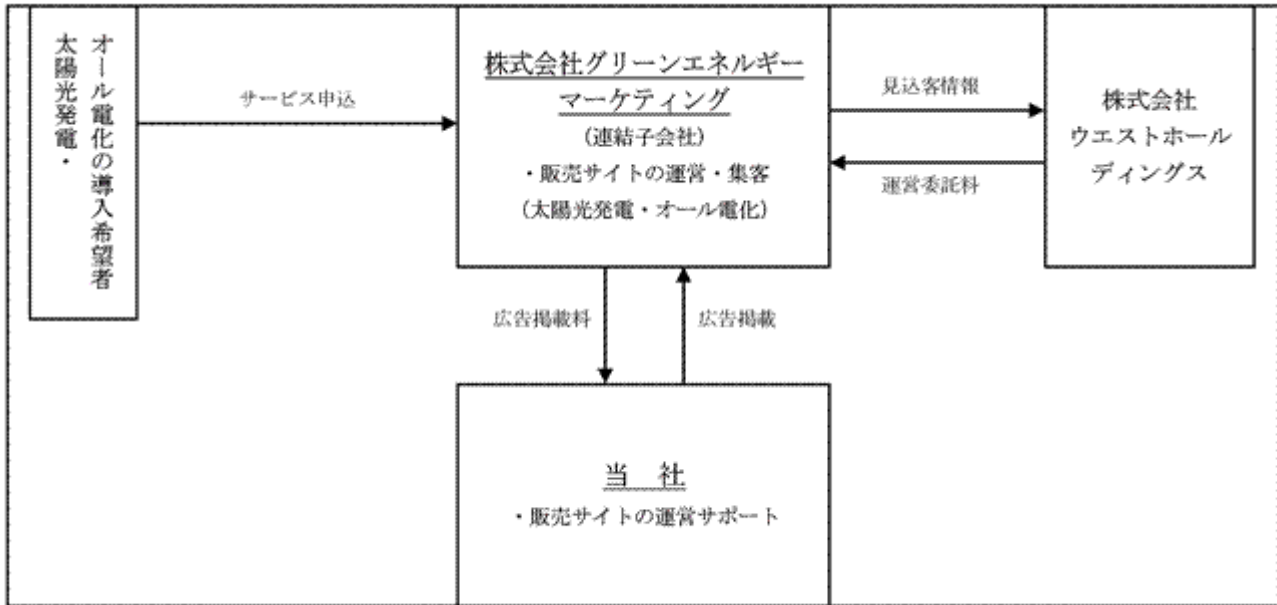 太陽光発電・
オール電化の導入希望者
サービス申込
株式会社グリーンエネルギー
マーケティング
(連結子会社)
・販売サイトの運営・集客
(太陽光発電・オール電化)
見込客情報
運営委託料
株式会社
ウエストホール
ディングス
広告掲載料
広告掲載
当　社
・販売サイトの運営サポート